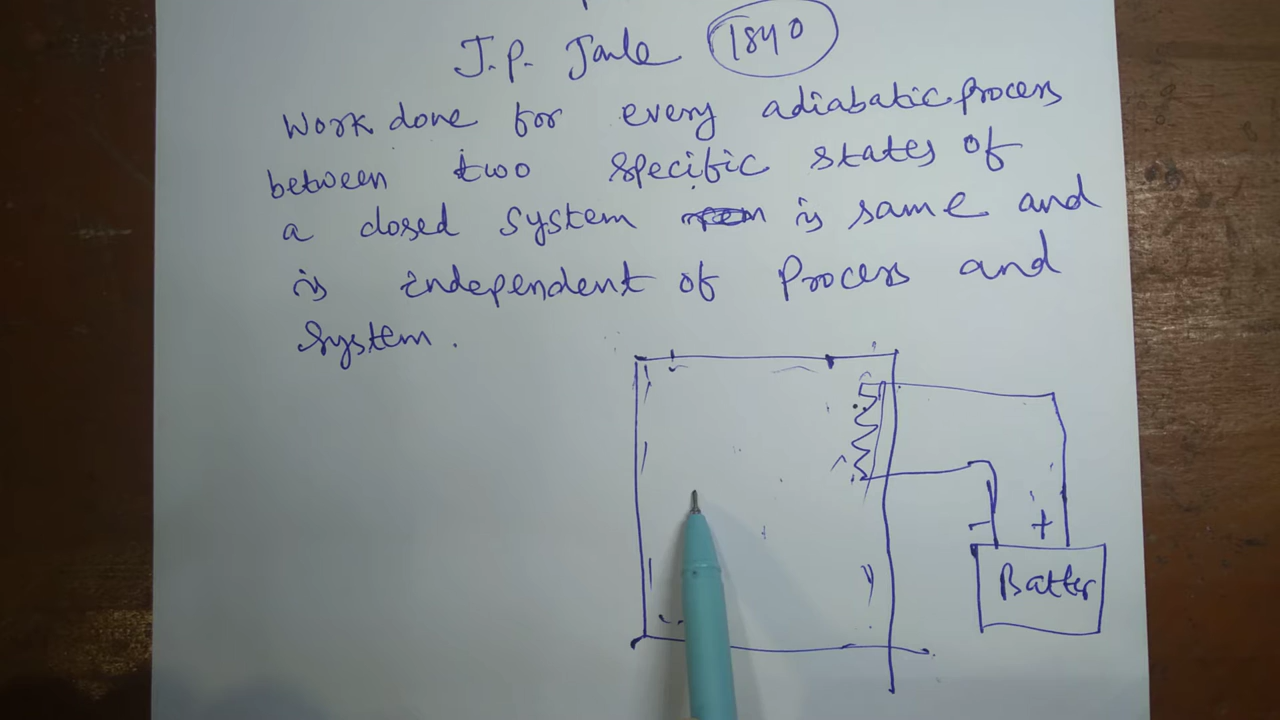 J.P. Joule 1840
Work done for every adiabatic process
between two specific states of
a closed system is same and
is independent of Process and
System.
- +
Batter